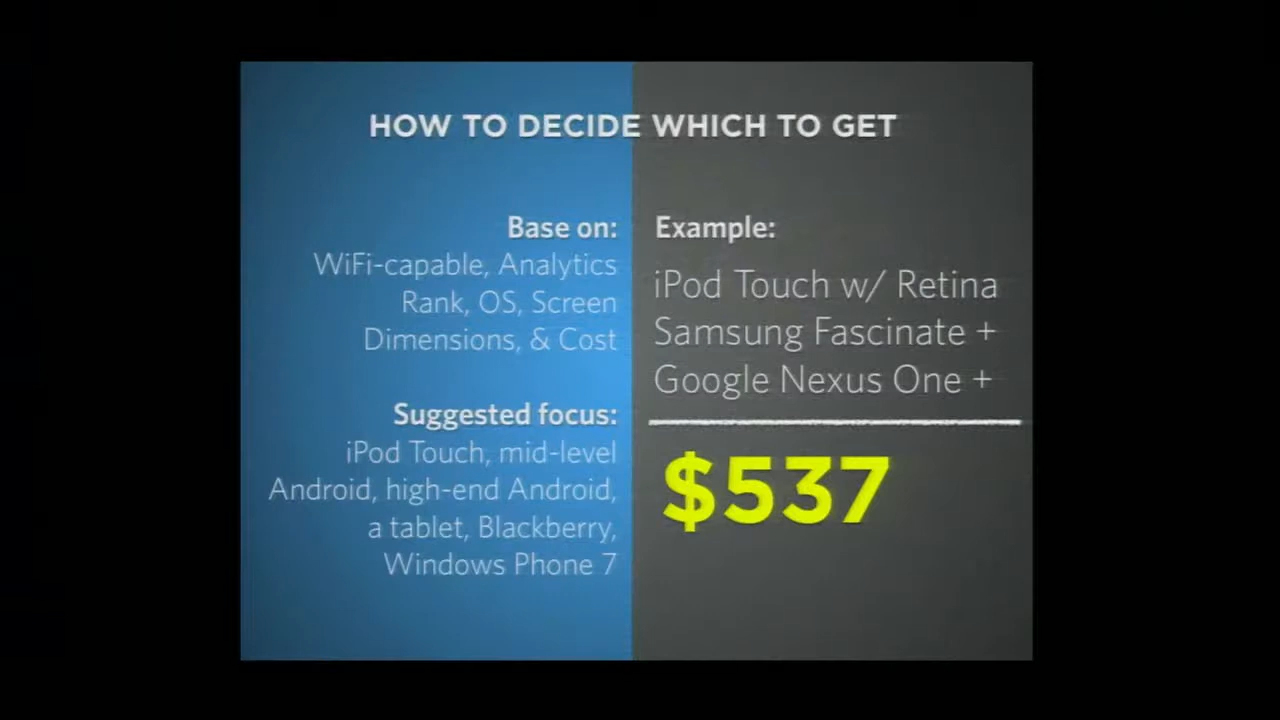 HOW TO DECIDE WHICH TO GET
Base on:
WiFi-capable, Analytics
Rank, OS, Screen
Dimensions, & Cost
Suggested focus:
iPod Touch, mid-level
Android, high-end Android,
a tablet, Blackberry,
Windows Phone 7
Example:
iPod Touch w/ Retina
Samsung Fascinate +
Google Nexus One +
$537